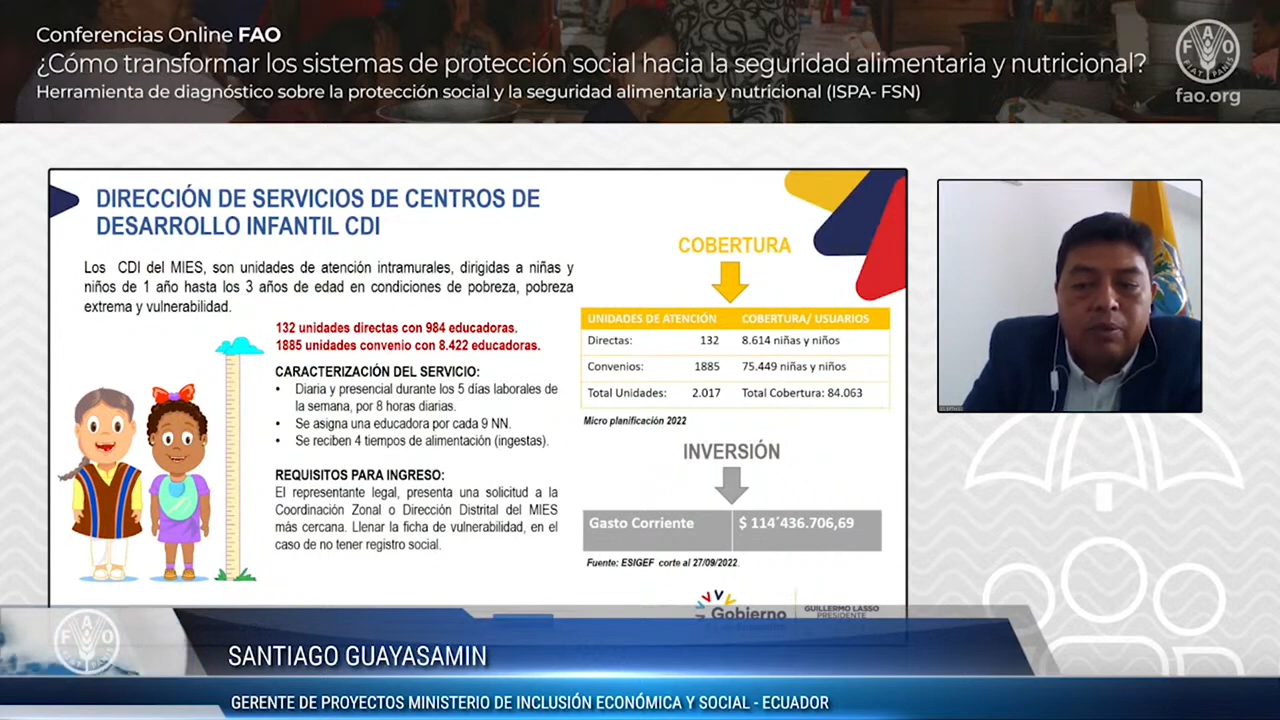 Conferencias Online FAO
¿Cómo transformar los sistemas de protección social hacia la seguridad alimentaria y nutricional?
Herramienta de diagnóstico sobre la protección social y la seguridad alimentaria y nutricional (ISPA- FSN)
FAO
FIAT PANIS
fao.org
DIRECCIÓN DE SERVICIOS DE CENTROS DE
DESARROLLO INFANTIL CDI
Los CDI del MIES, son unidades de atención intramurales, dirigidas a niñas y
niños de 1 año hasta los 3 años de edad en condiciones de pobreza, pobreza
extrema y vulnerabilidad.
132 unidades directas con 984 educadoras.
1885 unidades convenio con 8.422 educadoras.
CARACTERIZACIÓN DEL SERVICIO:
• Diaria y presencial durante los 5 días laborales de
la semana, por 8 horas diarias.
• Se asigna una educadora por cada 9 NN.
• Se reciben 4 tiempos de alimentación (ingestas).
REQUISITOS PARA INGRESO:
El representante legal, presenta una solicitud a la
Coordinación Zonal o Dirección Distrital del MIES
más cercana. Llenar la ficha de vulnerabilidad, en el
caso de no tener registro social.
COBERTURA
UNIDADES DE ATENCIÓN COBERTURA/ USUARIOS
Directas: 132 8.614 niñas y niños
Convenios: 1885 75.449 niñas y niños
Total Unidades: 2.017 Total Cobertura: 84.063
Micro planificación 2022
INVERSIÓN
Gasto Corriente $ 114´436.706,69
Fuente: ESIGEF corte al 27/09/2022.
Gobierno
GUILLERMO LASSO
PRESIDENTE
FAO
SANTIAGO GUAYASAMIN
GERENTE DE PROYECTOS MINISTERIO DE INCLUSIÓN ECONÓMICA Y SOCIAL - ECUADOR